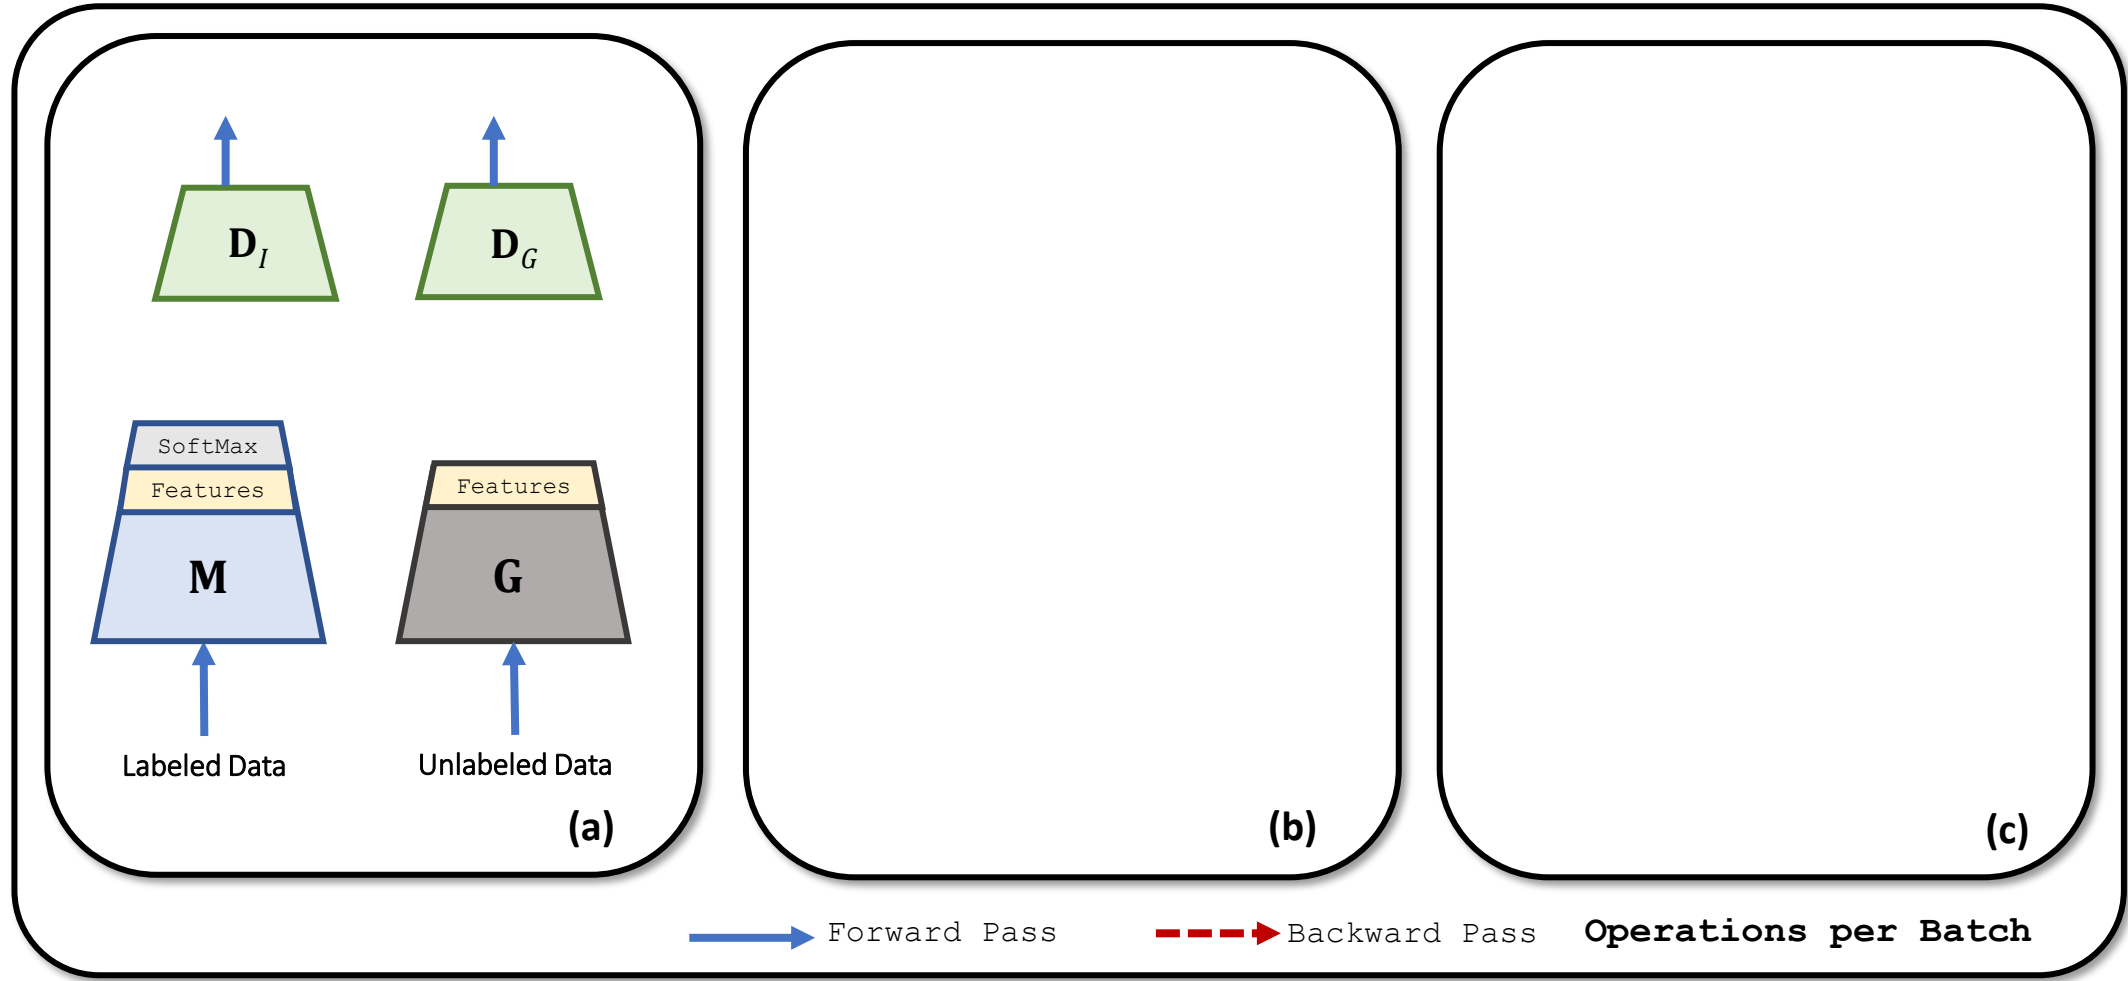 D_I
D_G
SoftMax
Features
Features
M
G
Labeled Data
Unlabeled Data
(a)
(b)
(c)
Forward Pass
Backward Pass
Operations per Batch